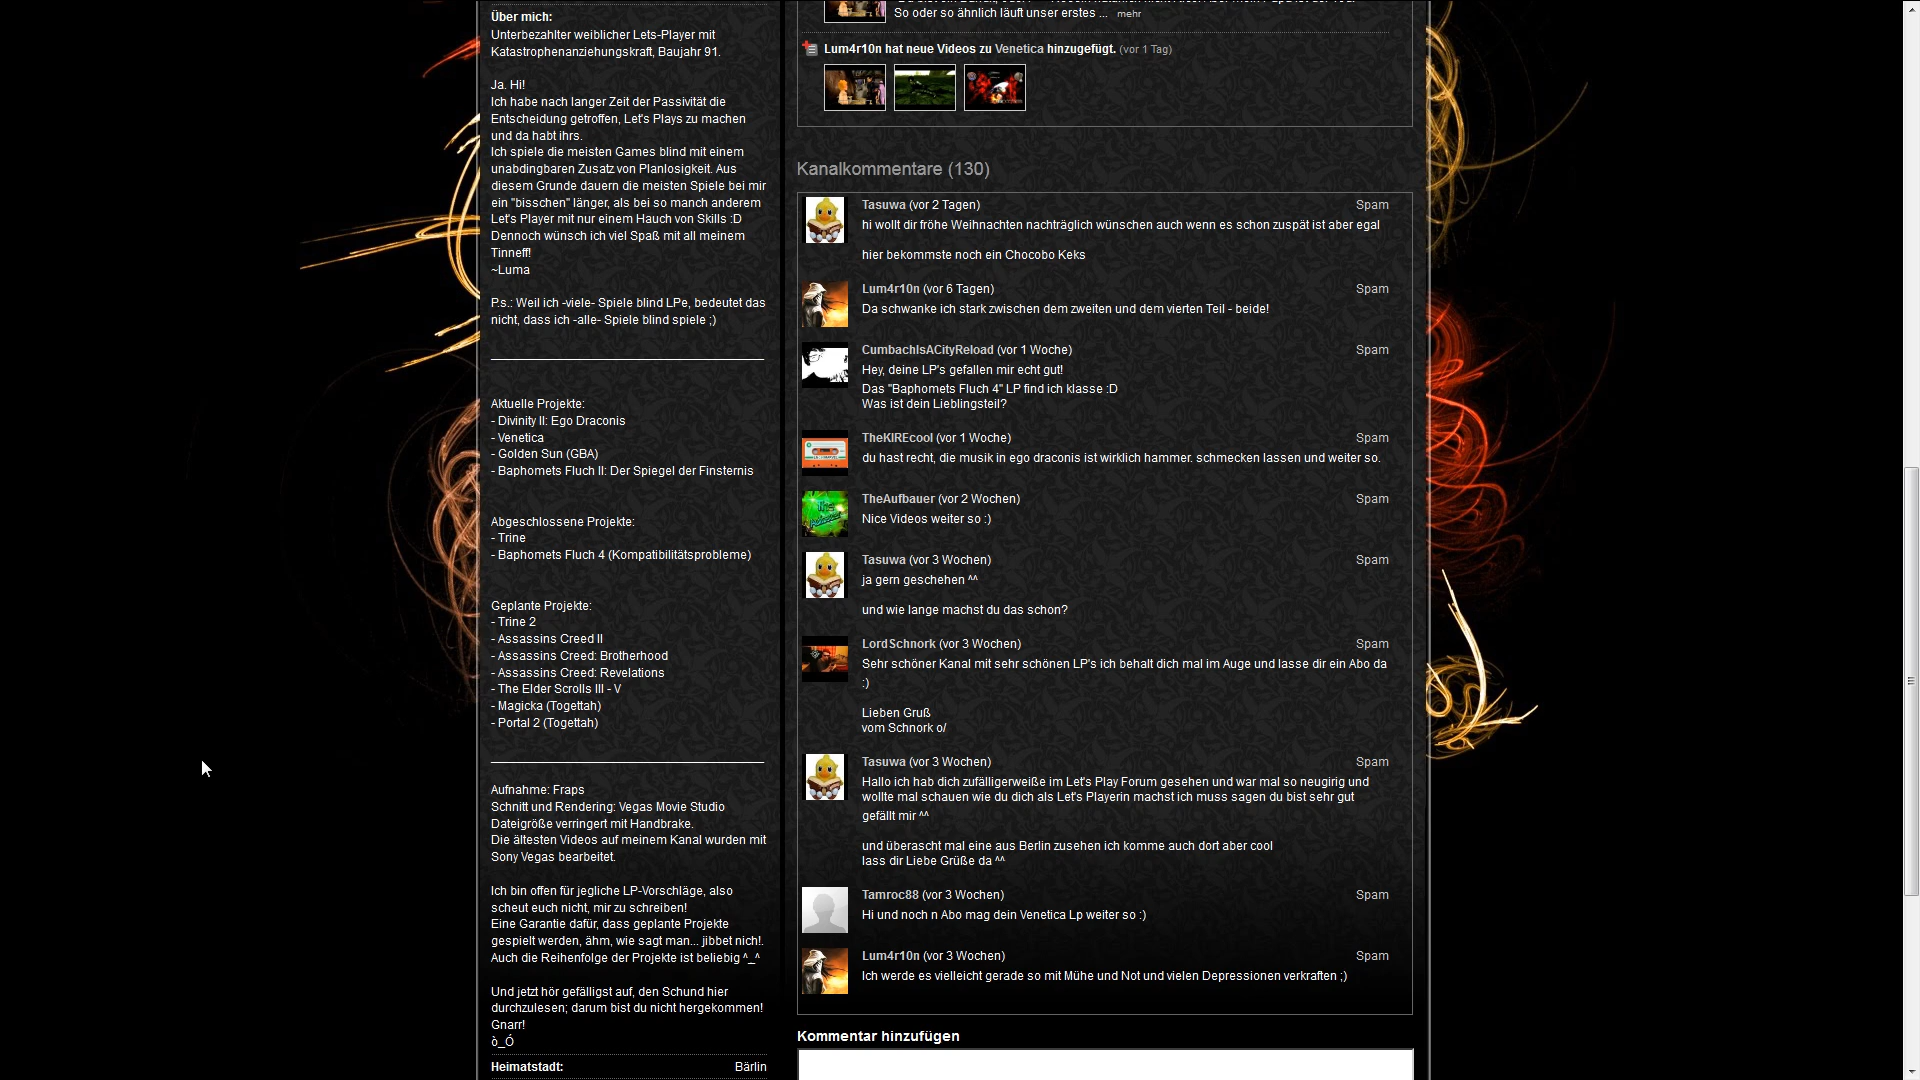 Über mich:
Unterbezahlter weiblicher Lets-Player mit
Katastrophenanziehungskraft, Baujahr 91.
Ja. Hi!
Ich habe nach langer Zeit der Passivität die
Entscheidung getroffen, Let's Plays zu machen
und da habt ihrs.
Ich spiele die meisten Games blind mit einem
unabdingbaren Zusatz von Planlosigkeit. Aus
diesem Grunde dauern die meisten Spiele bei mir
ein "bisschen" länger, als bei so manch anderem
Let's Player mit nur einem Hauch von Skills :D
Dennoch wünsch ich viel Spaß mit all meinem
Tinneff!
~Luma
P.s.: Weil ich -viele- Spiele blind LPe, bedeutet das
nicht, dass ich -alle- Spiele blind spiele ;)
Aktuelle Projekte:
- Divinity II: Ego Draconis
- Venetica
- Golden Sun (GBA)
- Baphomets Fluch II: Der Spiegel der Finsternis
Abgeschlossene Projekte:
- Trine
- Baphomets Fluch 4 (Kompatibilitätsprobleme)
Geplante Projekte:
- Trine 2
- Assassins Creed II
- Assassins Creed: Brotherhood
- Assassins Creed: Revelations
- The Elder Scrolls III - V
- Magicka (Togettah)
- Portal 2 (Togettah)
Aufnahme: Fraps
Schnitt und Rendering: Vegas Movie Studio
Dateigröße verringert mit Handbrake.
Die ältesten Videos auf meinem Kanal wurden mit
Sony Vegas bearbeitet.
Ich bin offen für jegliche LP-Vorschläge, also
scheut euch nicht, mir zu schreiben!
Eine Garantie dafür, dass geplante Projekte
gespielt werden, ähm, wie sagt man... jibbet nich!.
Auch die Reihenfolge der Projekte ist beliebig ^_^
Und jetzt hör gefälligst auf, den Schund hier
durchzulesen; darum bist du nicht hergekommen!
Gnarr!
ò_Ó
Heimatstadt: Bärlin
So oder so ähnlich läuft unser erstes ... mehr
Lum4r10n hat neue Videos zu Venetica hinzugefügt. (vor 1 Tag)
Kanalkommentare (130)
Tasuwa (vor 2 Tagen) Spam
hi wollt dir fröhe Weihnachten nachträglich wünschen auch wenn es schon zuspät ist aber egal
hier bekommste noch ein Chocobo Keks
Lum4r10n (vor 6 Tagen) Spam
Da schwanke ich stark zwischen dem zweiten und dem vierten Teil - beide!
CumbachIsACityReload (vor 1 Woche) Spam
Hey, deine LP's gefallen mir echt gut!
Das "Baphomets Fluch 4" LP find ich klasse :D
Was ist dein Lieblingsteil?
TheKIREcool (vor 1 Woche) Spam
du hast recht, die musik in ego draconis ist wirklich hammer. schmecken lassen und weiter so.
TheAufbauer (vor 2 Wochen) Spam
Nice Videos weiter so :)
Tasuwa (vor 3 Wochen) Spam
ja gern geschehen ^^
und wie lange machst du das schon?
LordSchnork (vor 3 Wochen) Spam
Sehr schöner Kanal mit sehr schönen LP's ich behalt dich mal im Auge und lasse dir ein Abo da
:)
Lieben Gruß
vom Schnork o/
Tasuwa (vor 3 Wochen) Spam
Hallo ich hab dich zufälligerweiße im Let's Play Forum gesehen und war mal so neugirig und
wollte mal schauen wie du dich als Let's Playerin machst ich muss sagen du bist sehr gut
gefällt mir ^^
und überascht mal eine aus Berlin zusehen ich komme auch dort aber cool
lass dir Liebe Grüße da ^^
Tamroc88 (vor 3 Wochen) Spam
Hi und noch n Abo mag dein Venetica Lp weiter so :)
Lum4r10n (vor 3 Wochen) Spam
Ich werde es vielleicht gerade so mit Mühe und Not und vielen Depressionen verkraften ;)
Kommentar hinzufügen